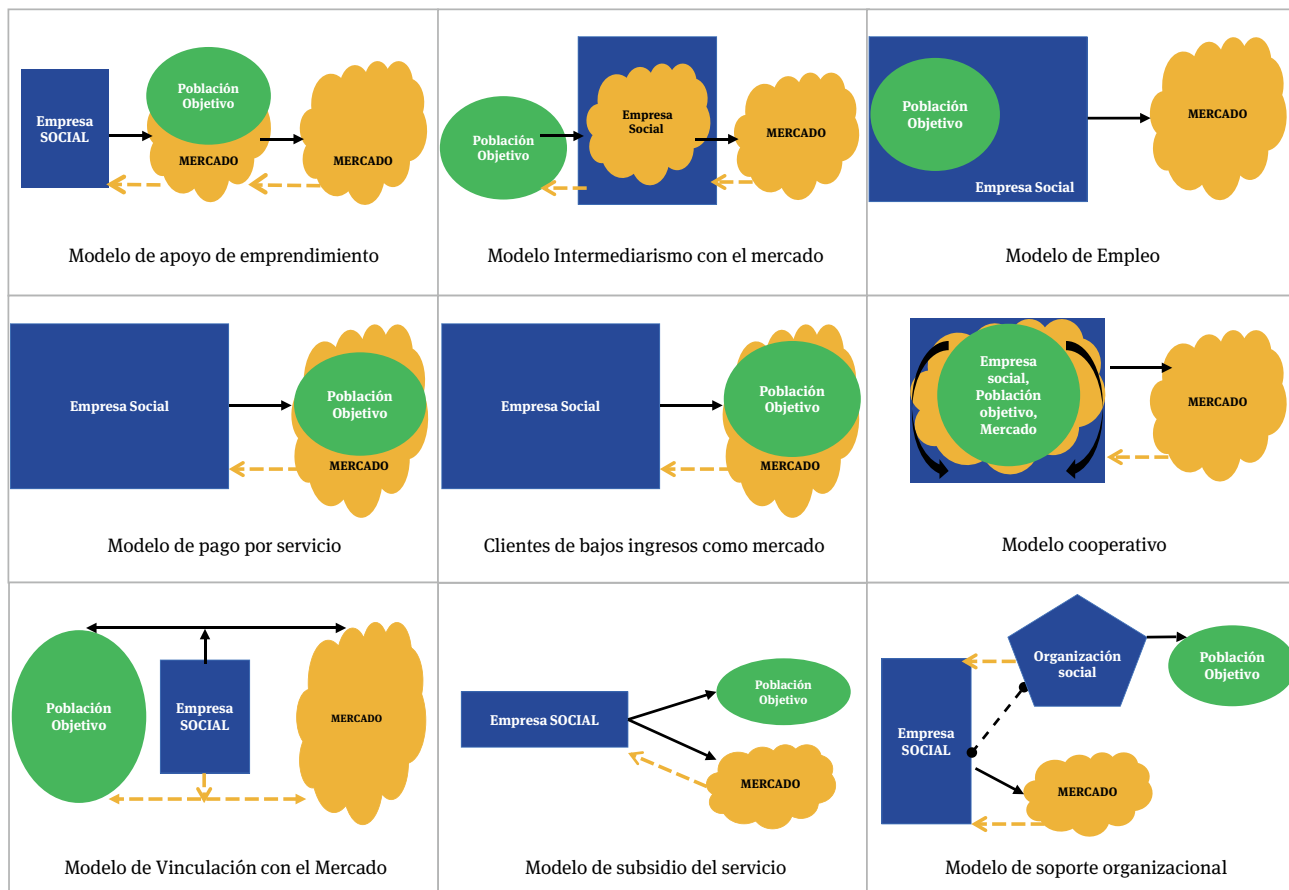 Empresa
SOCIAL
Población
Objetivo
MERCADO
MERCADO
Modelo de apoyo de emprendimiento
Población
Objetivo
Empresa
Social
MERCADO
Modelo Intermediarismo con el mercado
Población
Objetivo
Empresa Social
MERCADO
Modelo de Empleo
Empresa Social
Población
Objetivo
MERCADO
Modelo de pago por servicio
Empresa Social
Población
Objetivo
MERCADO
Clientes de bajos ingresos como mercado
Empresa
social,
Población
objetivo,
Mercado
MERCADO
Modelo cooperativo
Población
Objetivo
Empresa
SOCIAL
MERCADO
Modelo de Vinculación con el Mercado
Empresa SOCIAL
Población
Objetivo
MERCADO
Modelo de subsidio del servicio
Organización
social
Población
Objetivo
Empresa
SOCIAL
MERCADO
Modelo de soporte organizacional